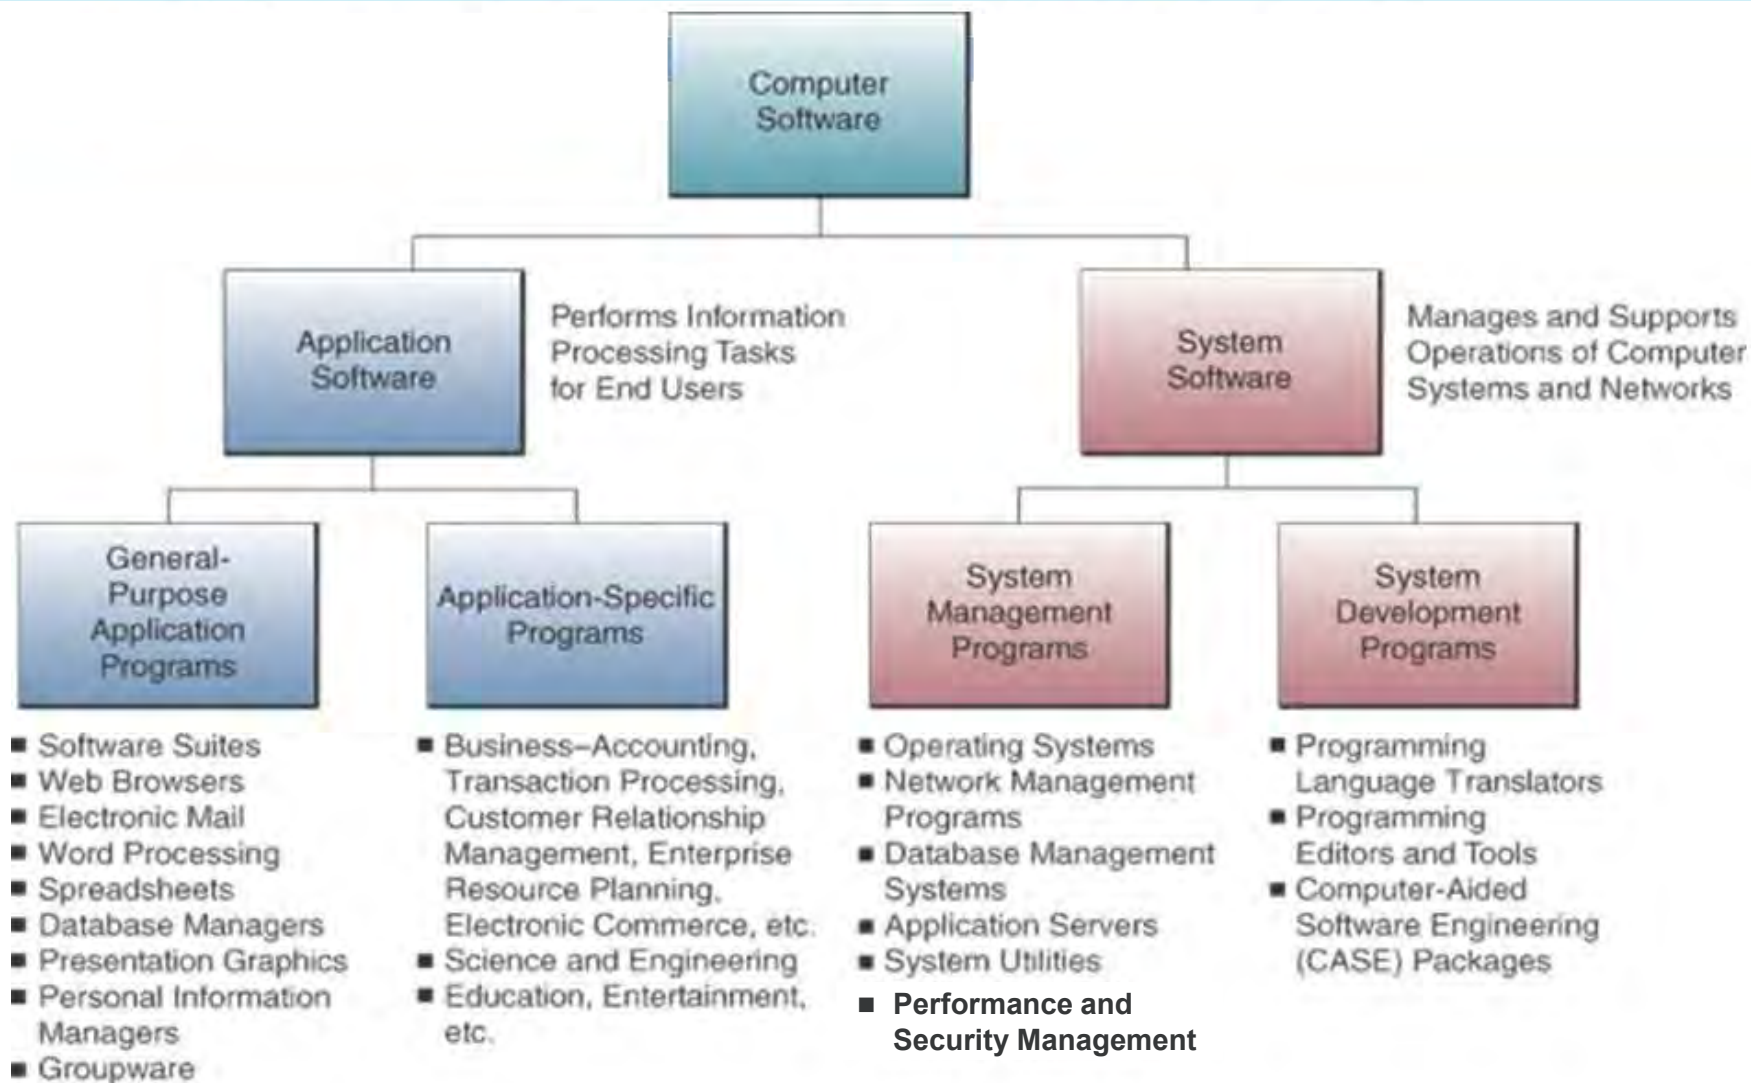 Computer
Software
Application
Software
Performs Information
Processing Tasks
for End Users
System
Software
Manages and Supports
Operations of Computer
Systems and Networks
General-
Purpose
Application
Programs
Application-Specific
Programs
System
Management
Programs
System
Development
Programs
■ Software Suites
■ Web Browsers
■ Electronic Mail
■ Word Processing
■ Spreadsheets
■ Database Managers
■ Presentation Graphics
■ Personal Information
Managers
■ Groupware
■ Business–Accounting,
Transaction Processing,
Customer Relationship
Management, Enterprise
Resource Planning,
Electronic Commerce, etc.
■ Science and Engineering
■ Education, Entertainment,
etc.
■ Operating Systems
■ Network Management
Programs
■ Database Management
Systems
■ Application Servers
■ System Utilities
■ Performance and
Security Management
■ Programming
Language Translators
■ Programming
Editors and Tools
■ Computer-Aided
Software Engineering
(CASE) Packages